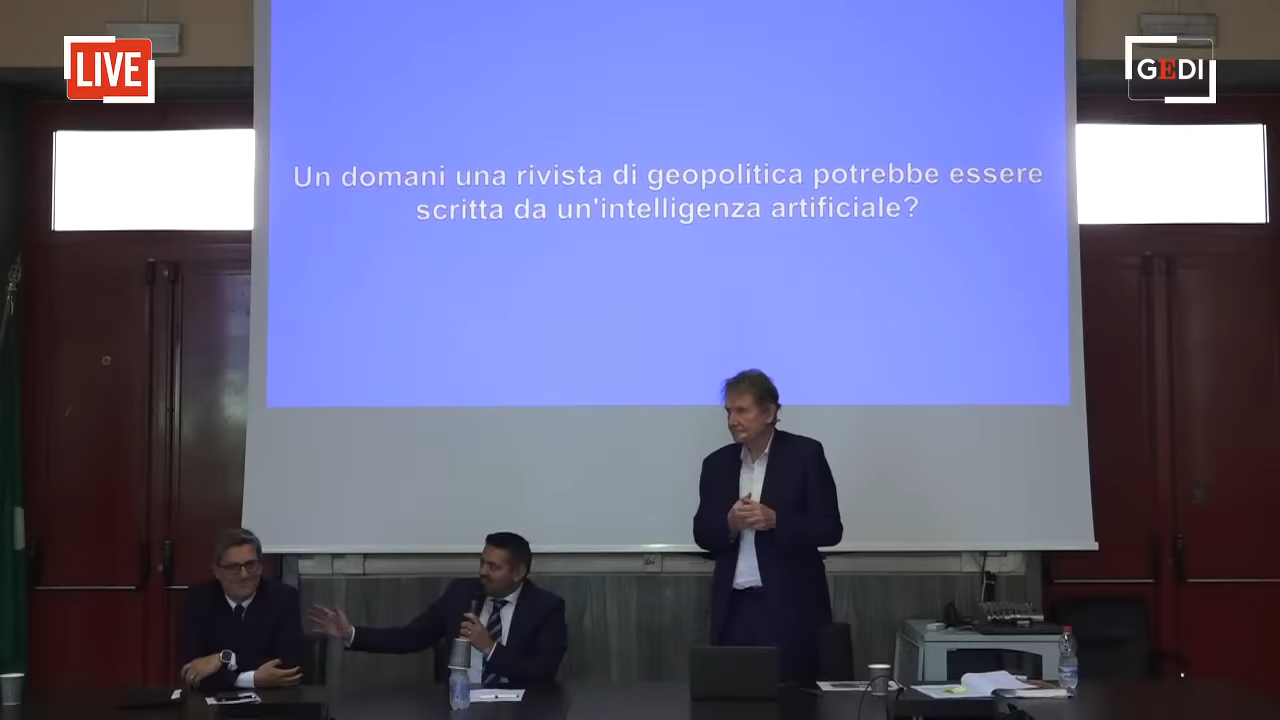 LIVE
GEDI
Un domani una rivista di geopolitica potrebbe essere
scritta da un'intelligenza artificiale?